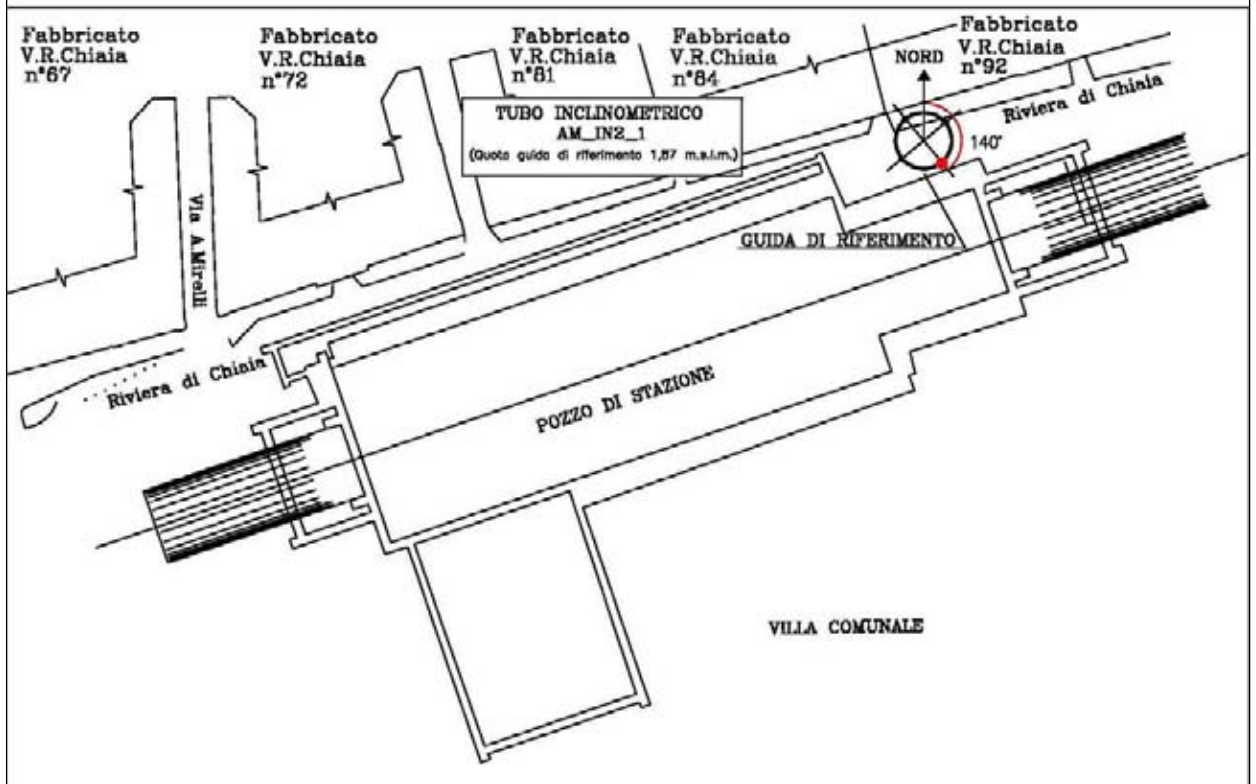 Fabbricato
V.R.Chiaia
n°67
Fabbricato
V.R.Chiaia
n°72
Fabbricato
V.R.Chiaia
n°81
Fabbricato
V.R.Chiaia
n°84
Fabbricato
V.R.Chiaia
n°92
NORD
TUBO INCLINOMETRICO
AM_IN2_1
(Quota guida di riferimento 1,87 m.s.l.m.)
Riviera di Chiaia
140°
Via A.Mirelli
GUIDA DI RIFERIMENTO
Riviera di Chiaia
POZZO DI STAZIONE
VILLA COMUNALE